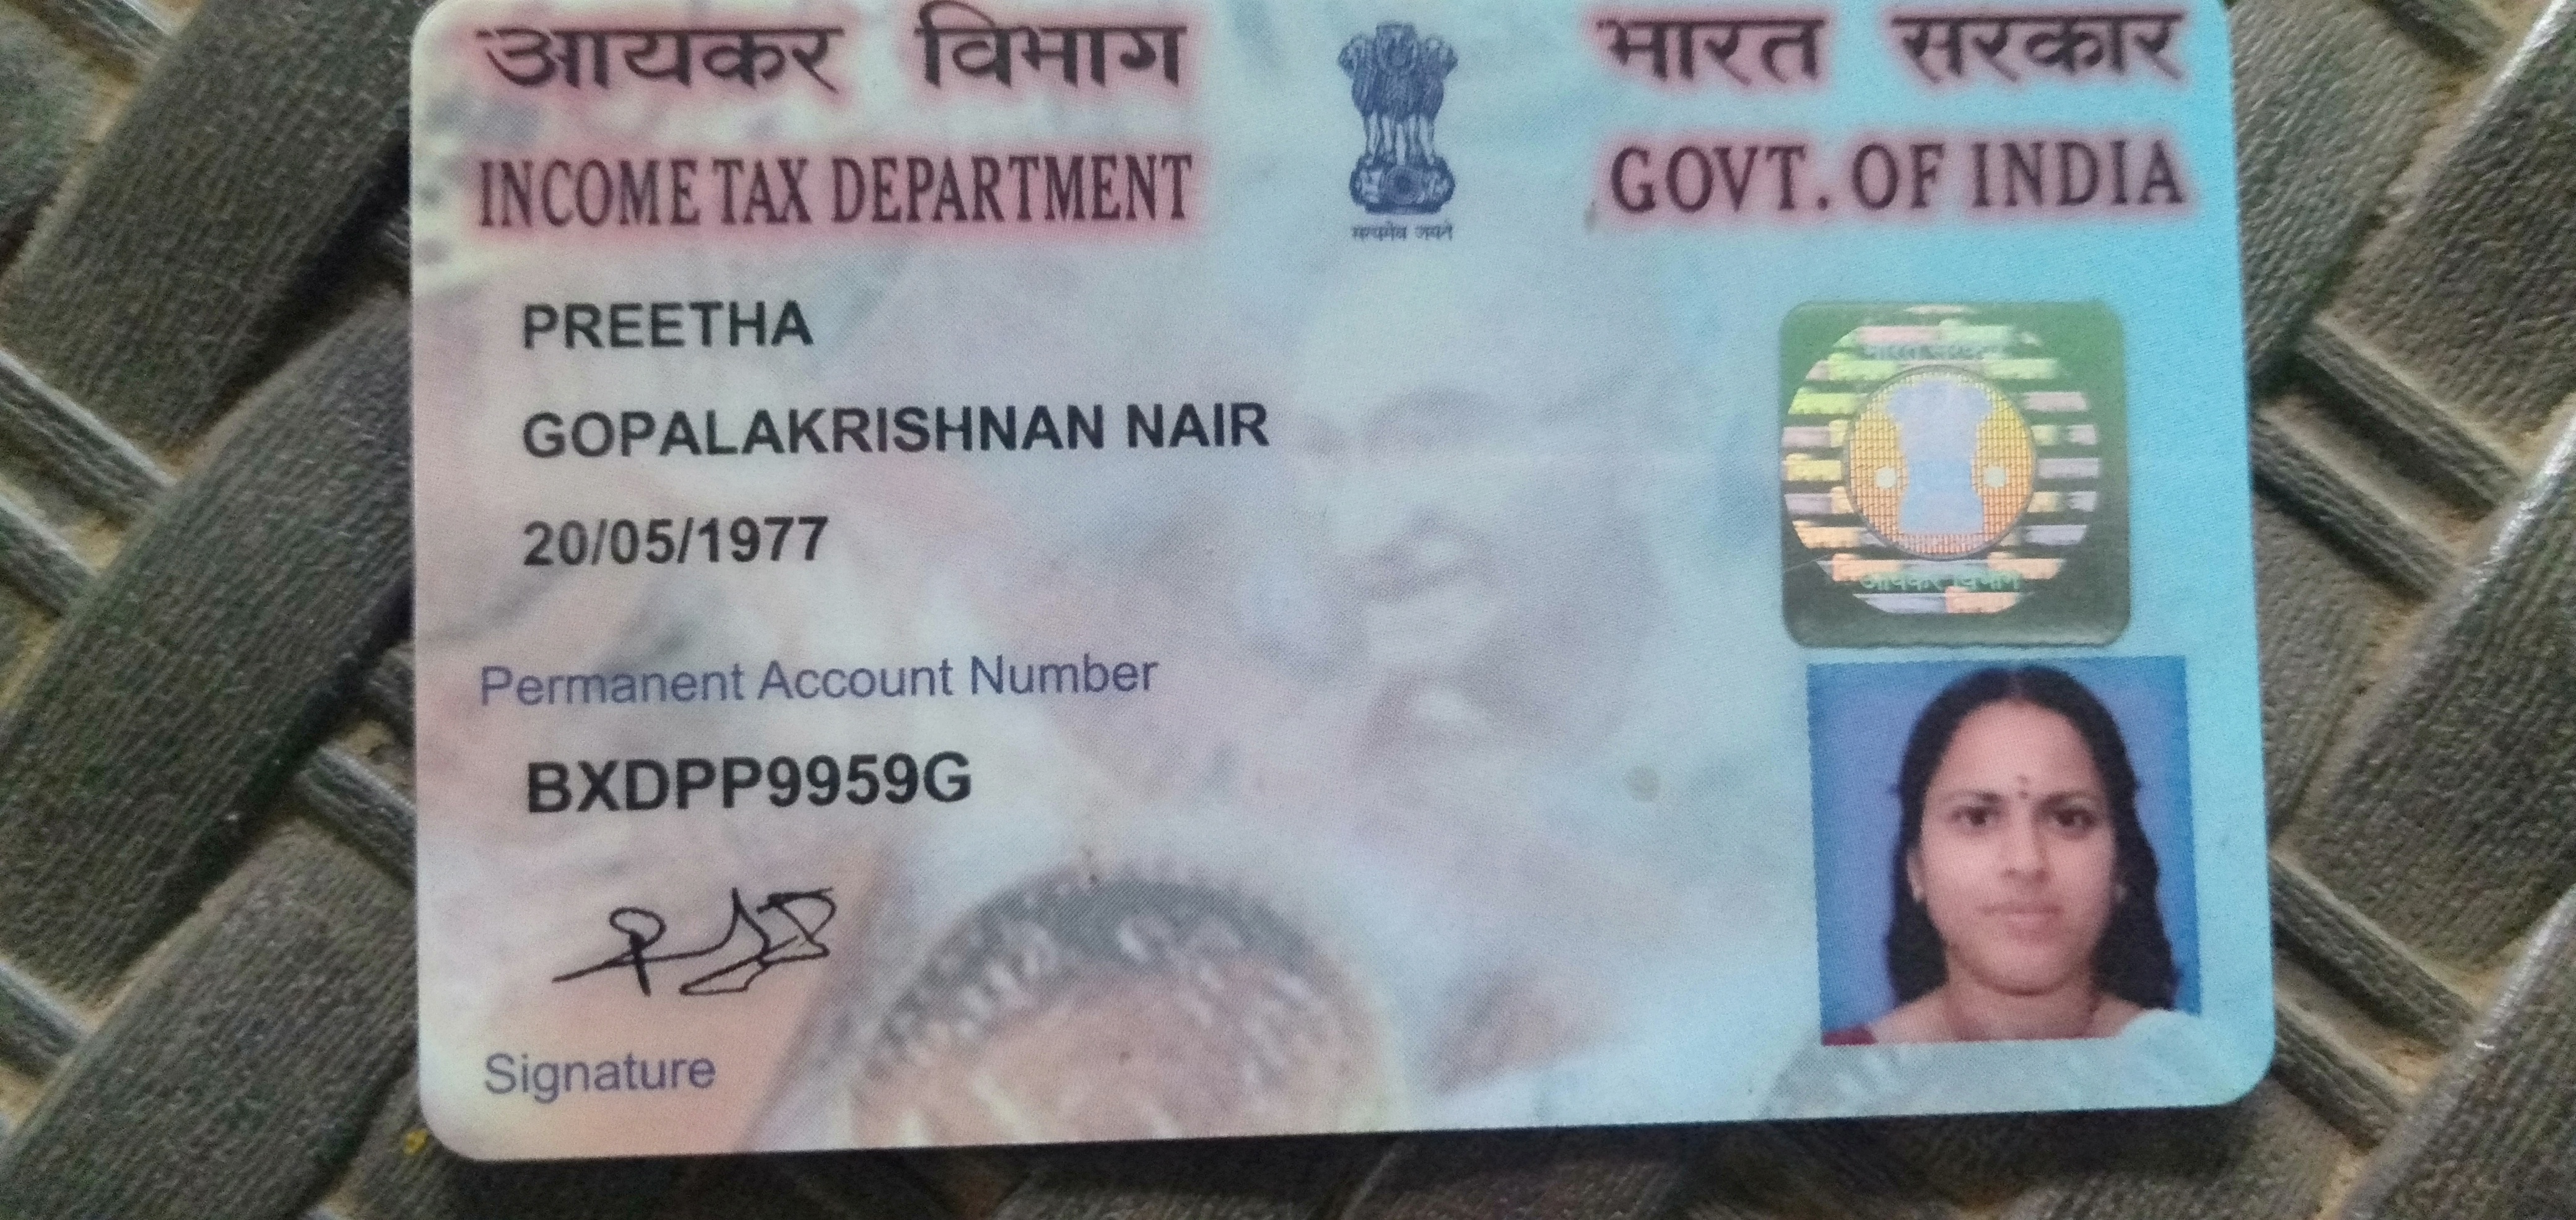 आयकर विभाग
INCOME TAX DEPARTMENT
भारत सरकार
GOVT. OF INDIA
सत्यमेव जयते
PREETHA
GOPALAKRISHNAN NAIR
20/05/1977
Permanent Account Number
BXDPP9959G
Signature
आयकर विभाग